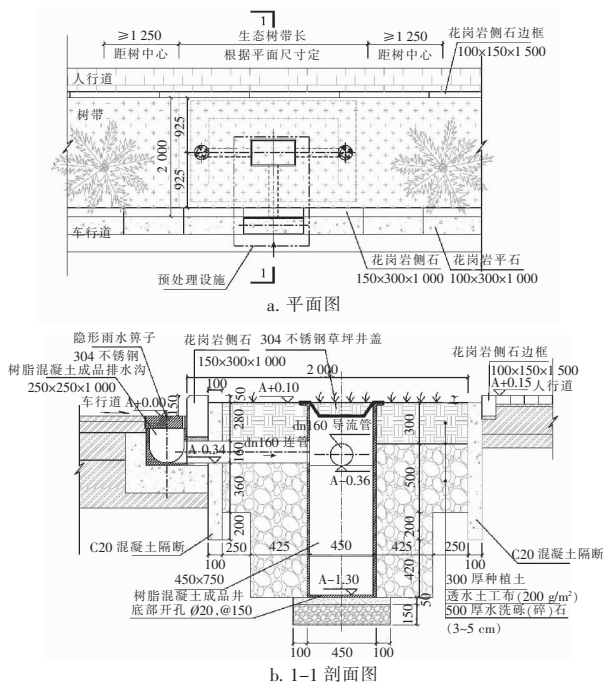 1
≥1 250
生态树带长
≥1 250
花岗岩侧石边框
100×150×1 500
距树中心
根据平面尺寸定
距树中心
人行道
树带
925
2 000
925
车行道
预处理设施
1
花岗岩侧石
150×300×1 000
花岗岩平石
100×300×1 000
a. 平面图
隐形雨水箅子
304 不锈钢
树脂混凝土成品排水沟
250×250×1 000
花岗岩侧石
150×300×1 000
304 不锈钢草坪井盖
花岗岩侧石边框
100×150×1 500
2 000
车行道
A+0.00
50
100
50
A+0.10
A+0.15
人行道
280
dn160 导流管
300
dn160 连管
160
A-0.34
A-0.36
500
360
200
200
C20 混凝土隔断
100
250
425
450
425
250
100
C20 混凝土隔断
420
450×750
树脂混凝土成品井
底部开孔 Ø20,@150
A-1.30
50
150
100
450
100
300 厚种植土
透水土工布(200 g/m²)
500 厚水洗砾(碎)石
(3~5 cm)
b. 1-1 剖面图